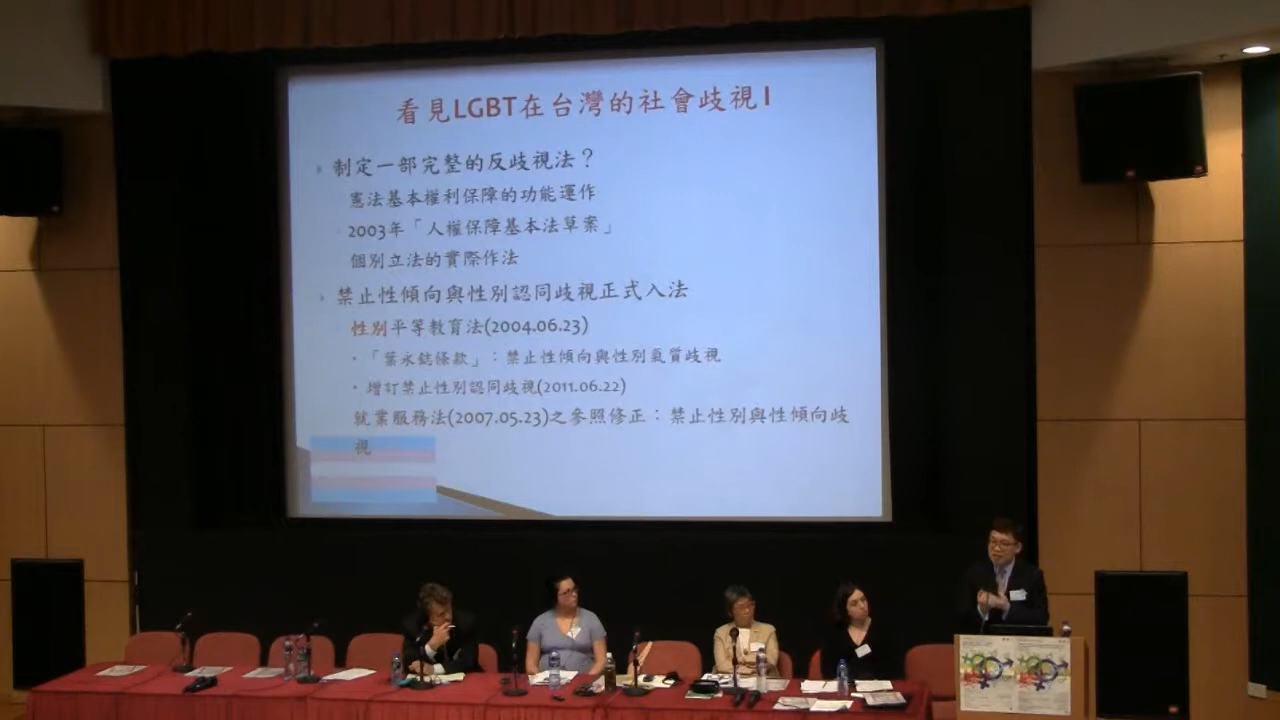 看見LGBT在台灣的社會歧視I
制定一部完整的反歧視法？
憲法基本權利保障的功能運作
2003年「人權保障基本法草案」
個別立法的實際作法
禁止性傾向與性別認同歧視正式入法
性別平等教育法(2004.06.23)
「葉永鋕條款」：禁止性傾向與性別氣質歧視
增訂禁止性別認同歧視(2011.06.22)
就業服務法(2007.05.23)之參照修正：禁止性別與性傾向歧
視